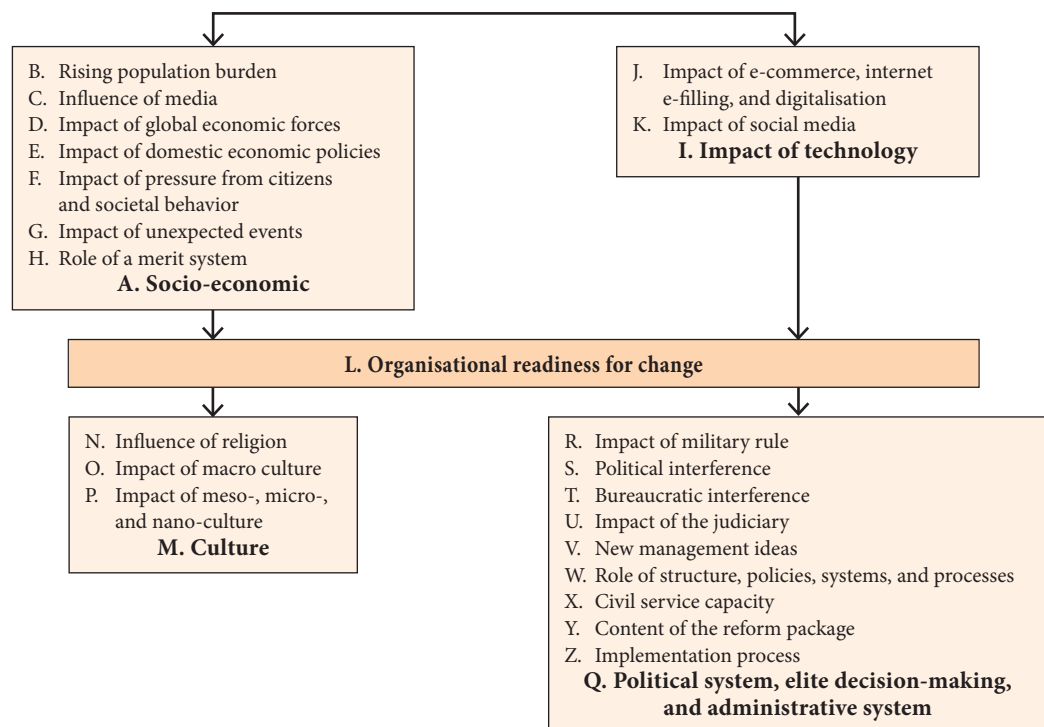 B. Rising population burden
C. Influence of media
D. Impact of global economic forces
E. Impact of domestic economic policies
F. Impact of pressure from citizens
and societal behavior
G. Impact of unexpected events
H. Role of a merit system
A. Socio-economic
J. Impact of e-commerce, internet
e-filling, and digitalisation
K. Impact of social media
I. Impact of technology
L. Organisational readiness for change
N. Influence of religion
O. Impact of macro culture
P. Impact of meso-, micro-,
and nano-culture
M. Culture
R. Impact of military rule
S. Political interference
T. Bureaucratic interference
U. Impact of the judiciary
V. New management ideas
W. Role of structure, policies, systems, and processes
X. Civil service capacity
Y. Content of the reform package
Z. Implementation process
Q. Political system, elite decision-making,
and administrative system